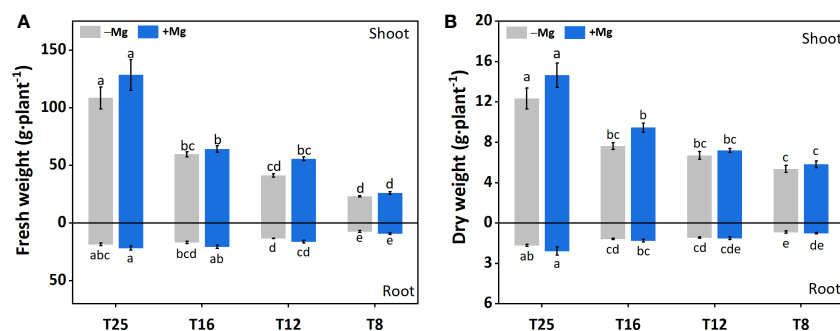 A
−Mg +Mg
Shoot
Fresh weight (g·plant⁻¹)
150
100
50
0
50
a a
bc b
cd bc
d d
abc a
bcd ab
d cd
e e
Root
T25 T16 T12 T8
B
−Mg +Mg
Shoot
Dry weight (g·plant⁻¹)
20
16
12
8
4
0
3
6
a a
bc b
bc bc
c c
ab a
cd bc
cd cde
e de
Root
T25 T16 T12 T8